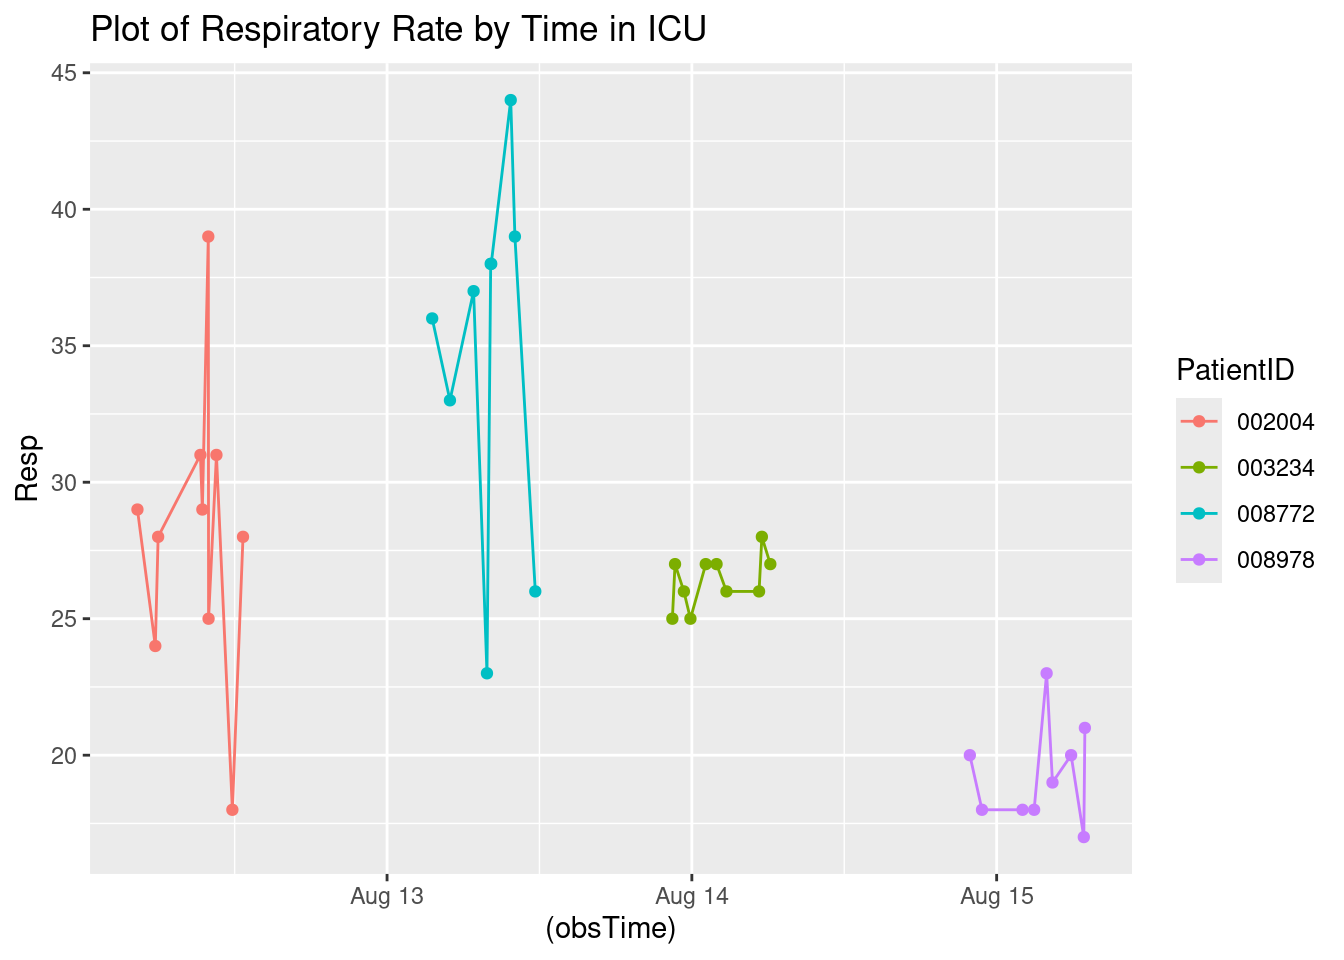 Plot of Respiratory Rate by Time in ICU
45
40
35
30
25
20
Resp
Aug 13
Aug 14
Aug 15
(obsTime)
PatientID
002004
003234
008772
008978